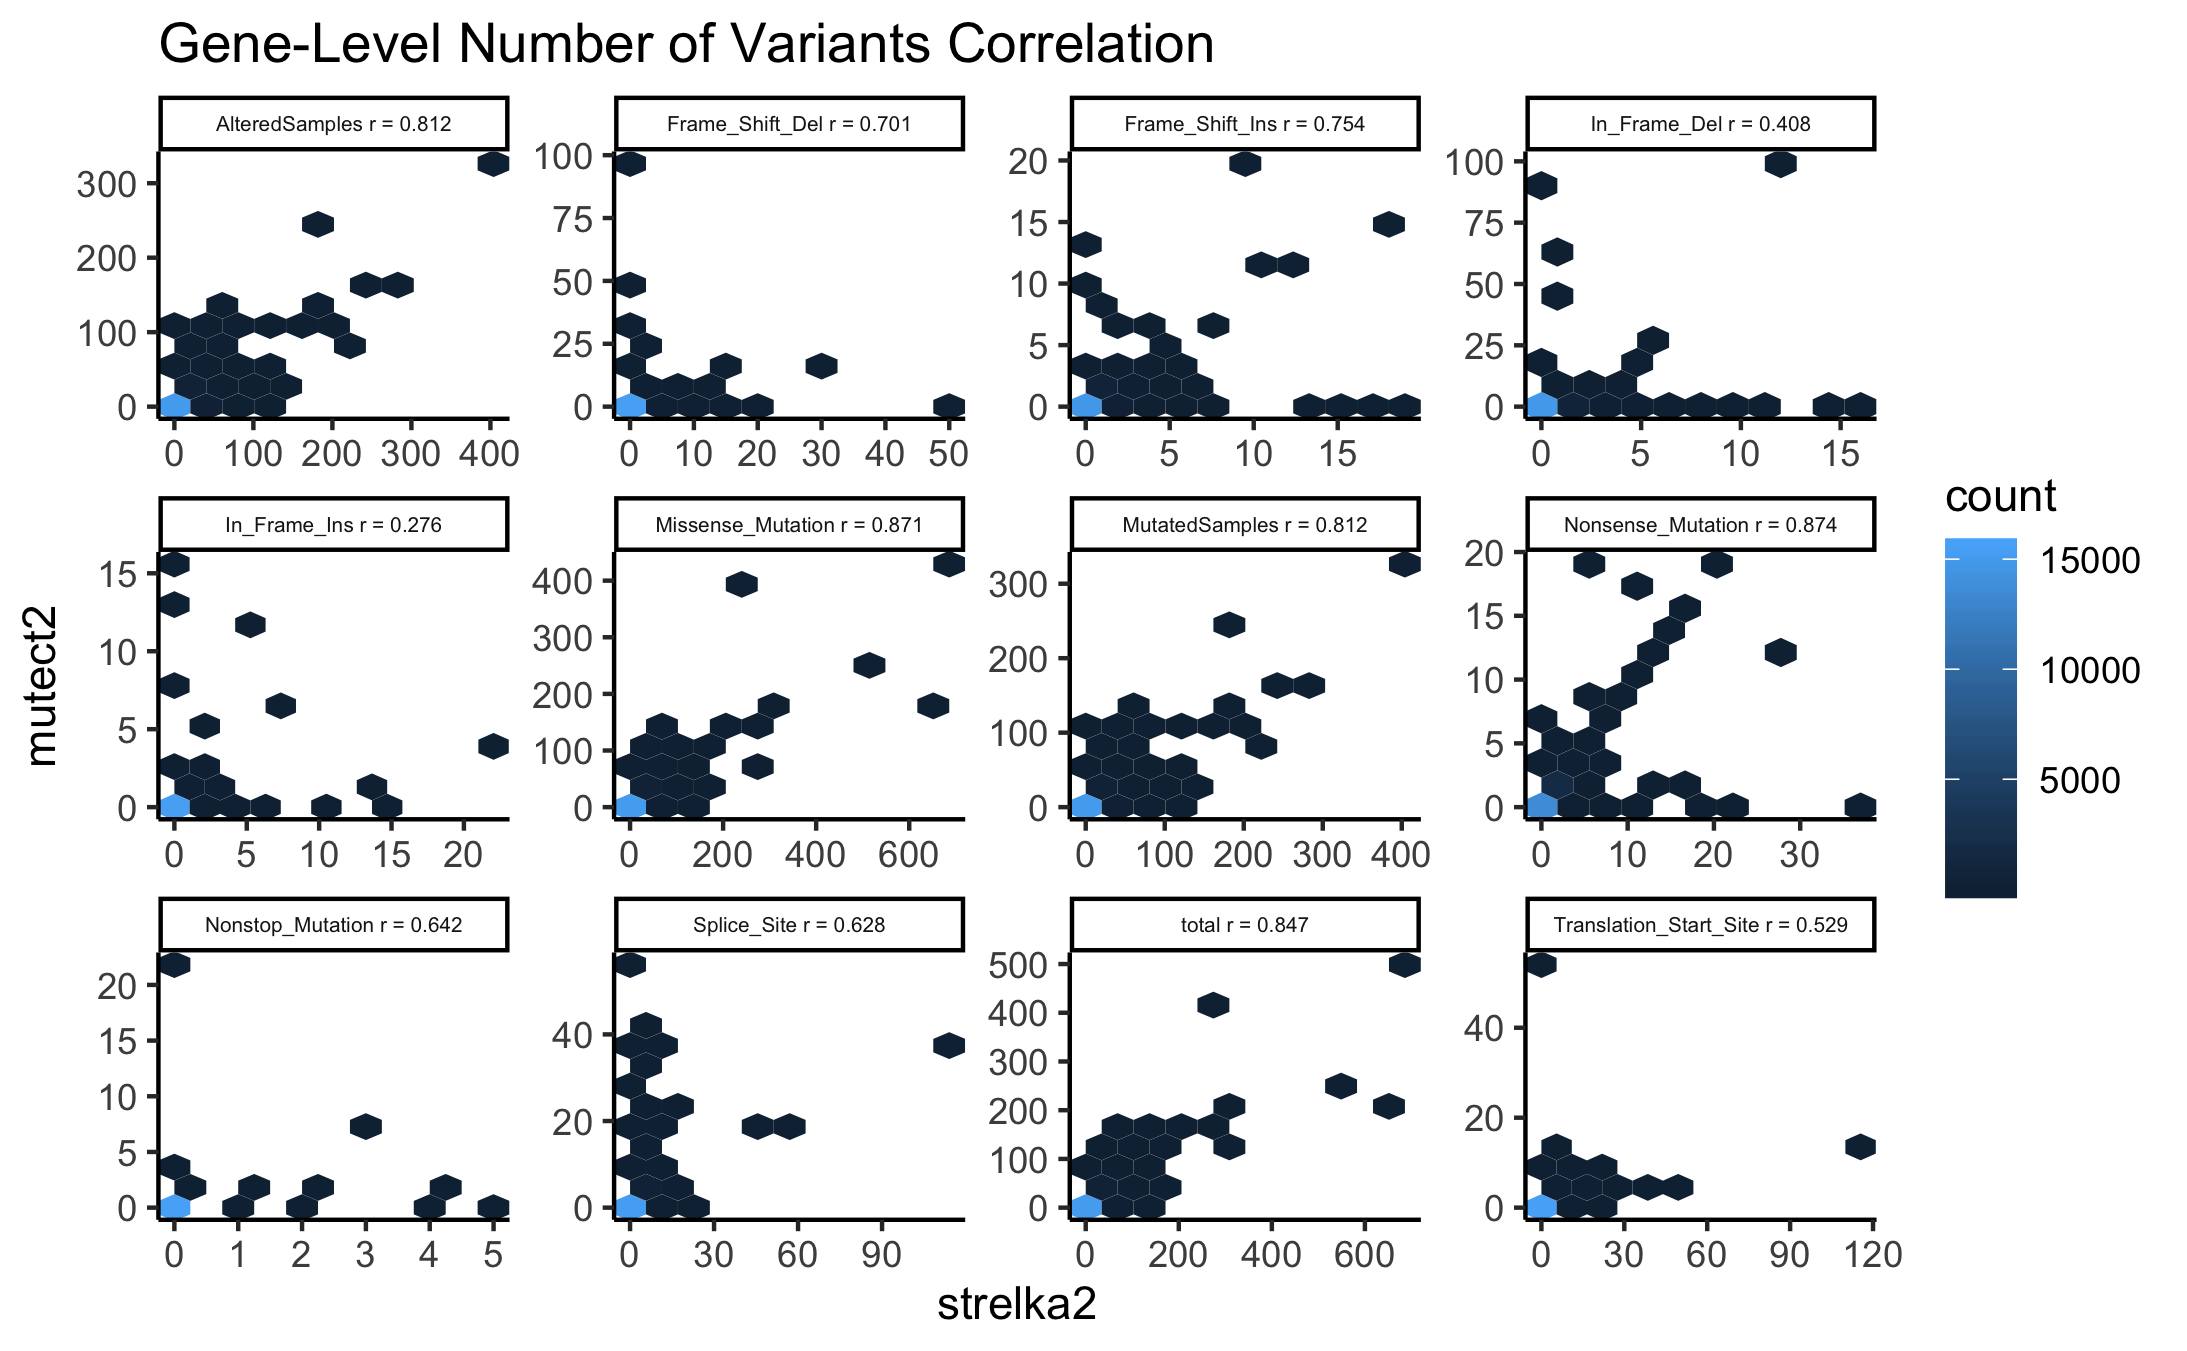 Gene-Level Number of Variants Correlation
AlteredSamples r = 0.812
Frame_Shift_Del r = 0.701
Frame_Shift_Ins r = 0.754
In_Frame_Del r = 0.408
300
200
100
0
0 100 200 300 400
100
75
50
25
0
0 10 20 30 40 50
20
15
10
5
0
0 5 10 15
100
75
50
25
0
0 5 10 15
In_Frame_Ins r = 0.276
Missense_Mutation r = 0.871
MutatedSamples r = 0.812
Nonsense_Mutation r = 0.874
15
10
5
0
0 5 10 15 20
400
300
200
100
0
0 200 400 600
300
200
100
0
0 100 200 300 400
20
15
10
5
0
0 10 20 30
Nonstop_Mutation r = 0.642
Splice_Site r = 0.628
total r = 0.847
Translation_Start_Site r = 0.529
20
15
10
5
0
0 1 2 3 4 5
40
20
0
0 30 60 90
500
400
300
200
100
0
0 200 400 600
40
20
0
0 30 60 90 120
mutect2
strelka2
count
15000
10000
5000